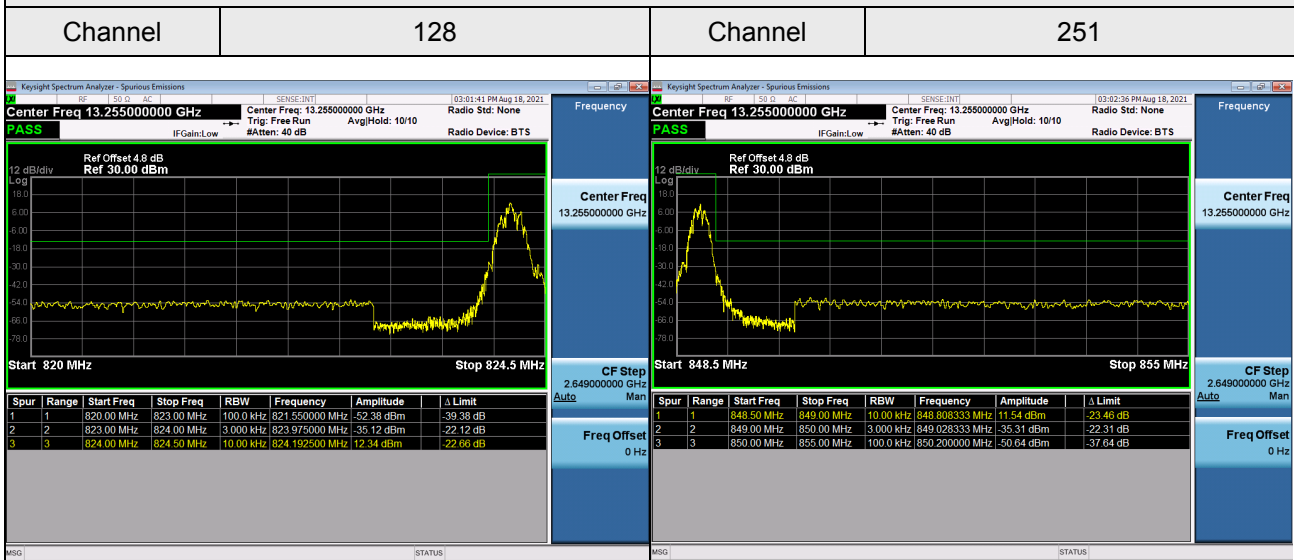 Channel 128 Channel 251
Keysight Spectrum Analyzer - Spurious Emissions
RF 50 Ω AC SENSE:INT 03:01:41 PM Aug 18, 2021
Center Freq 13.255000000 GHz Center Freq: 13.255000000 GHz Radio Std: None
Trig: Free Run Avg|Hold: 10/10
PASS IFGain:Low #Atten: 40 dB Radio Device: BTS
Frequency
Ref Offset 4.8 dB
12 dB/div Ref 30.00 dBm
Log
18.0
6.00
-6.00
-18.0
-30.0
-42.0
-54.0
-66.0
-78.0
Start 820 MHz Stop 824.5 MHz
Center Freq
13.255000000 GHz
CF Step
2.649000000 GHz
Auto Man
Freq Offset
0 Hz
Spur Range Start Freq Stop Freq RBW Frequency Amplitude Δ Limit
1 1 820.00 MHz 823.00 MHz 100.0 kHz 821.550000 MHz -52.38 dBm -39.38 dB
2 2 823.00 MHz 824.00 MHz 3.000 kHz 823.975000 MHz -35.12 dBm -22.12 dB
3 3 824.00 MHz 824.50 MHz 10.00 kHz 824.192500 MHz 12.34 dBm -22.66 dB
MSG STATUS
Keysight Spectrum Analyzer - Spurious Emissions
RF 50 Ω AC SENSE:INT 03:02:36 PM Aug 18, 2021
Center Freq 13.255000000 GHz Center Freq: 13.255000000 GHz Radio Std: None
Trig: Free Run Avg|Hold: 10/10
PASS IFGain:Low #Atten: 40 dB Radio Device: BTS
Frequency
Ref Offset 4.8 dB
12 dB/div Ref 30.00 dBm
Log
18.0
6.00
-6.00
-18.0
-30.0
-42.0
-54.0
-66.0
-78.0
Start 848.5 MHz Stop 855 MHz
Center Freq
13.255000000 GHz
CF Step
2.649000000 GHz
Auto Man
Freq Offset
0 Hz
Spur Range Start Freq Stop Freq RBW Frequency Amplitude Δ Limit
1 1 848.50 MHz 849.00 MHz 10.00 kHz 848.808333 MHz 11.54 dBm -23.46 dB
2 2 849.00 MHz 850.00 MHz 3.000 kHz 849.028333 MHz -35.31 dBm -22.31 dB
3 3 850.00 MHz 855.00 MHz 100.0 kHz 850.200000 MHz -50.64 dBm -37.64 dB
MSG STATUS